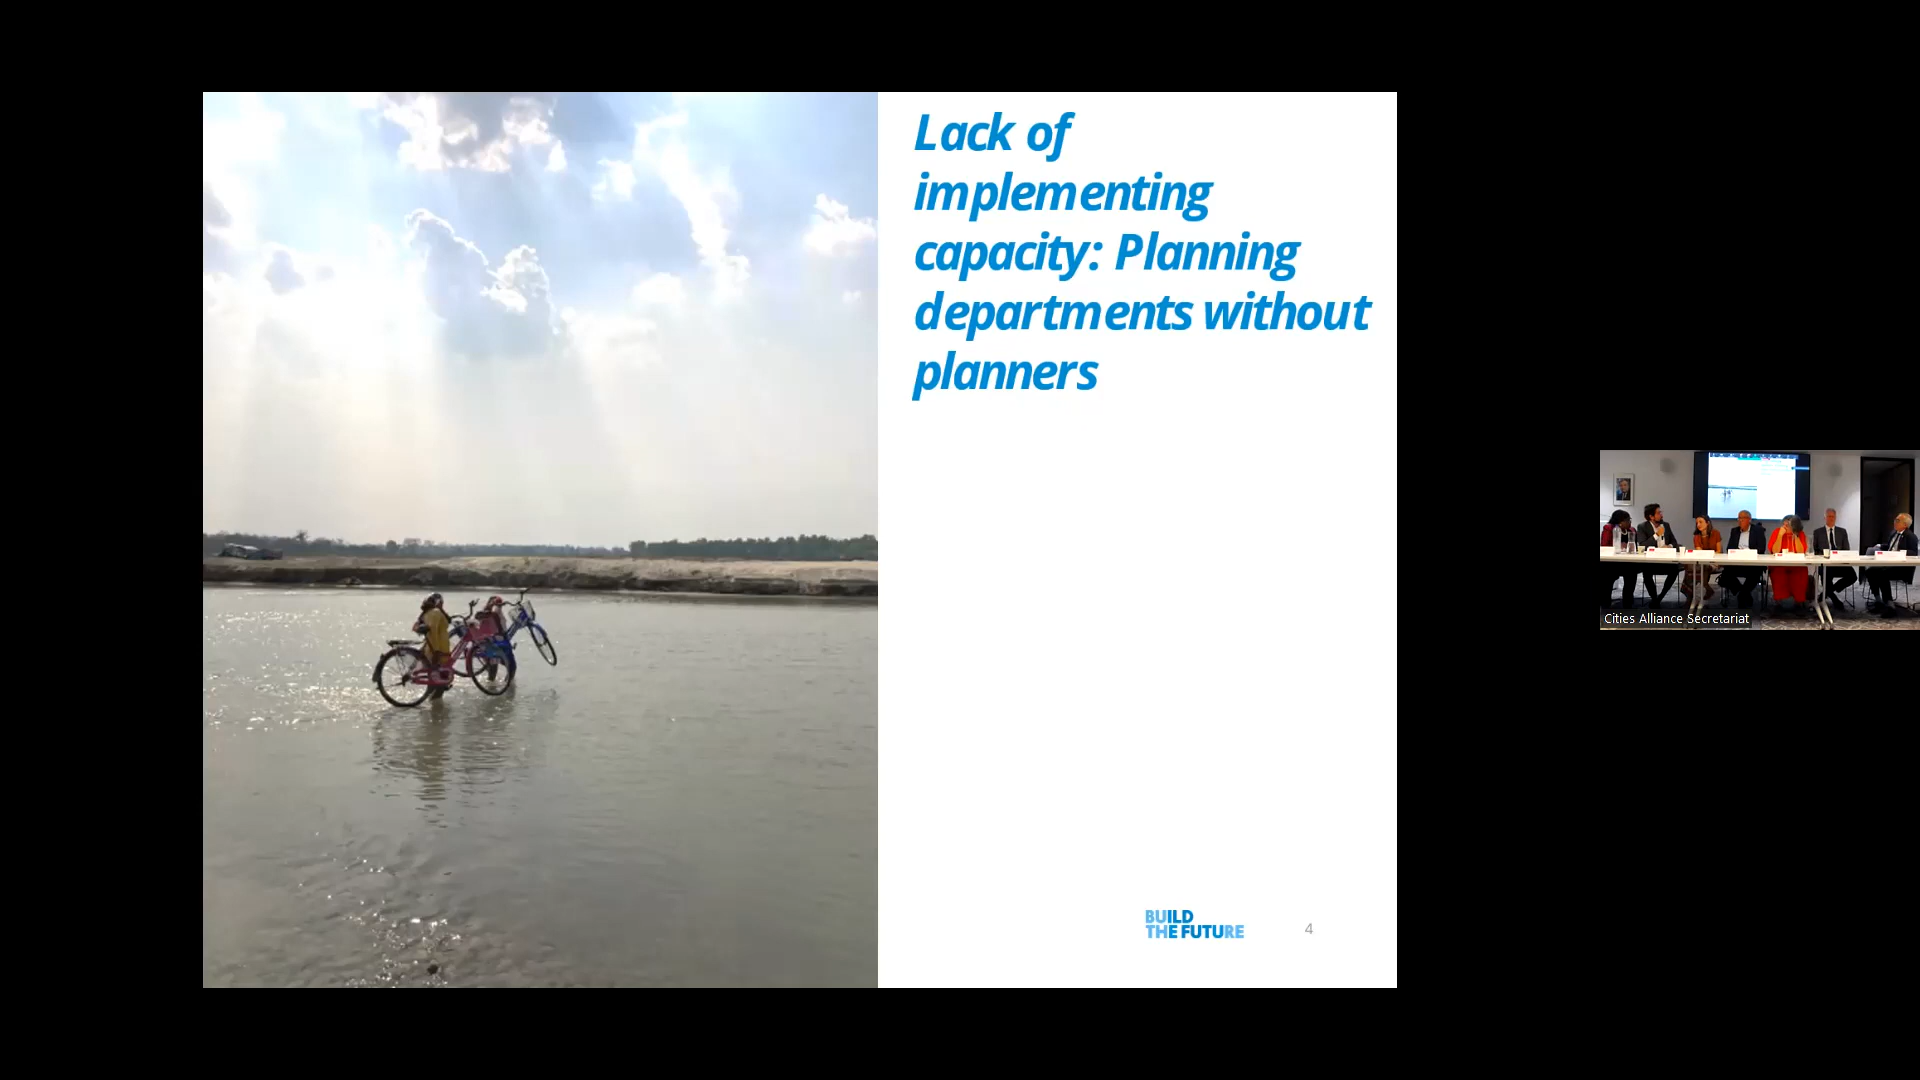 Lack of
implementing
capacity: Planning
departments without
planners
BUILD
THE FUTURE
4
Cities Alliance Secretariat